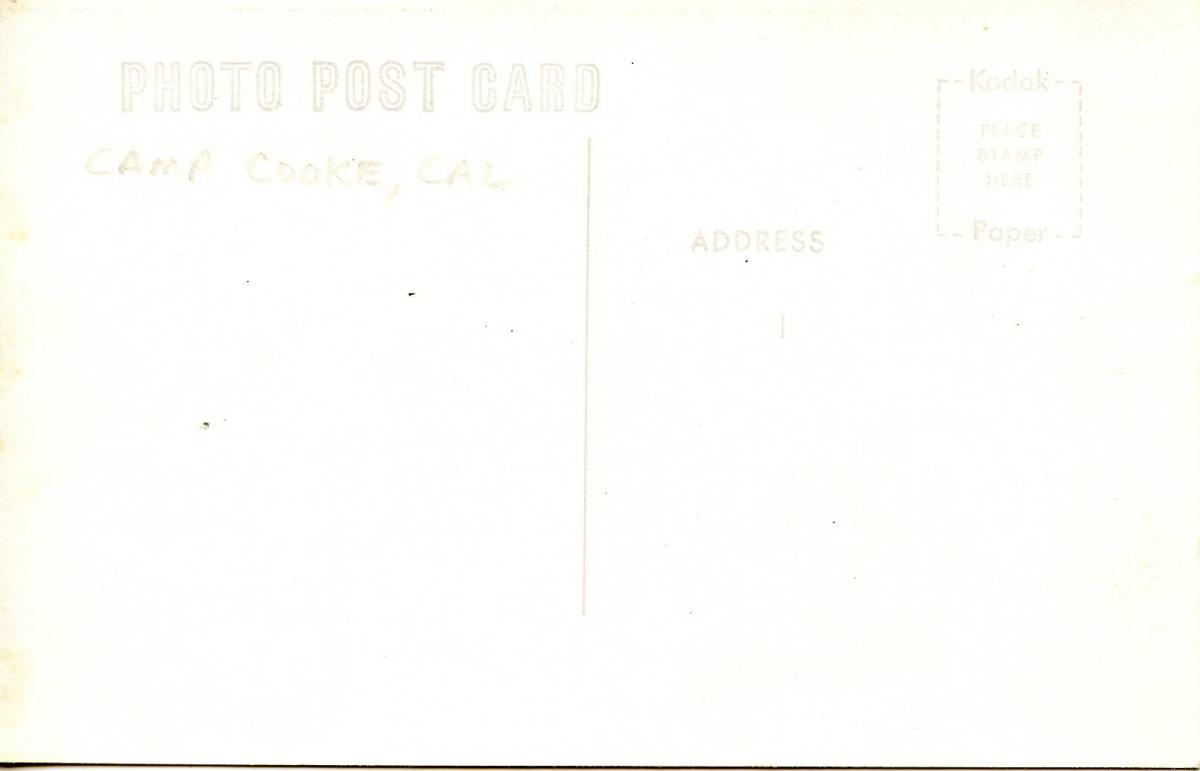 PHOTO POST CARD
CAMP COOKE, CAL
ADDRESS
Kodak
PLACE
STAMP
HERE
Paper